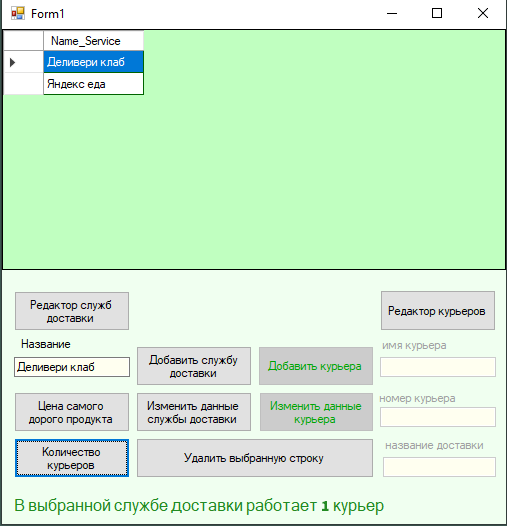 Form1
Name_Service
Деливери клаб
Яндекс еда
Редактор служб
доставки
Редактор курьеров
Название
Деливери клаб
Добавить службу
доставки
Добавить курьера
имя курьера
Цена самого
дорого продукта
Изменить данные
службы доставки
Изменить данные
курьера
номер курьера
Количество
курьеров
Удалить выбранную строку
название доставки
В выбранной службе доставки работает 1 курьер